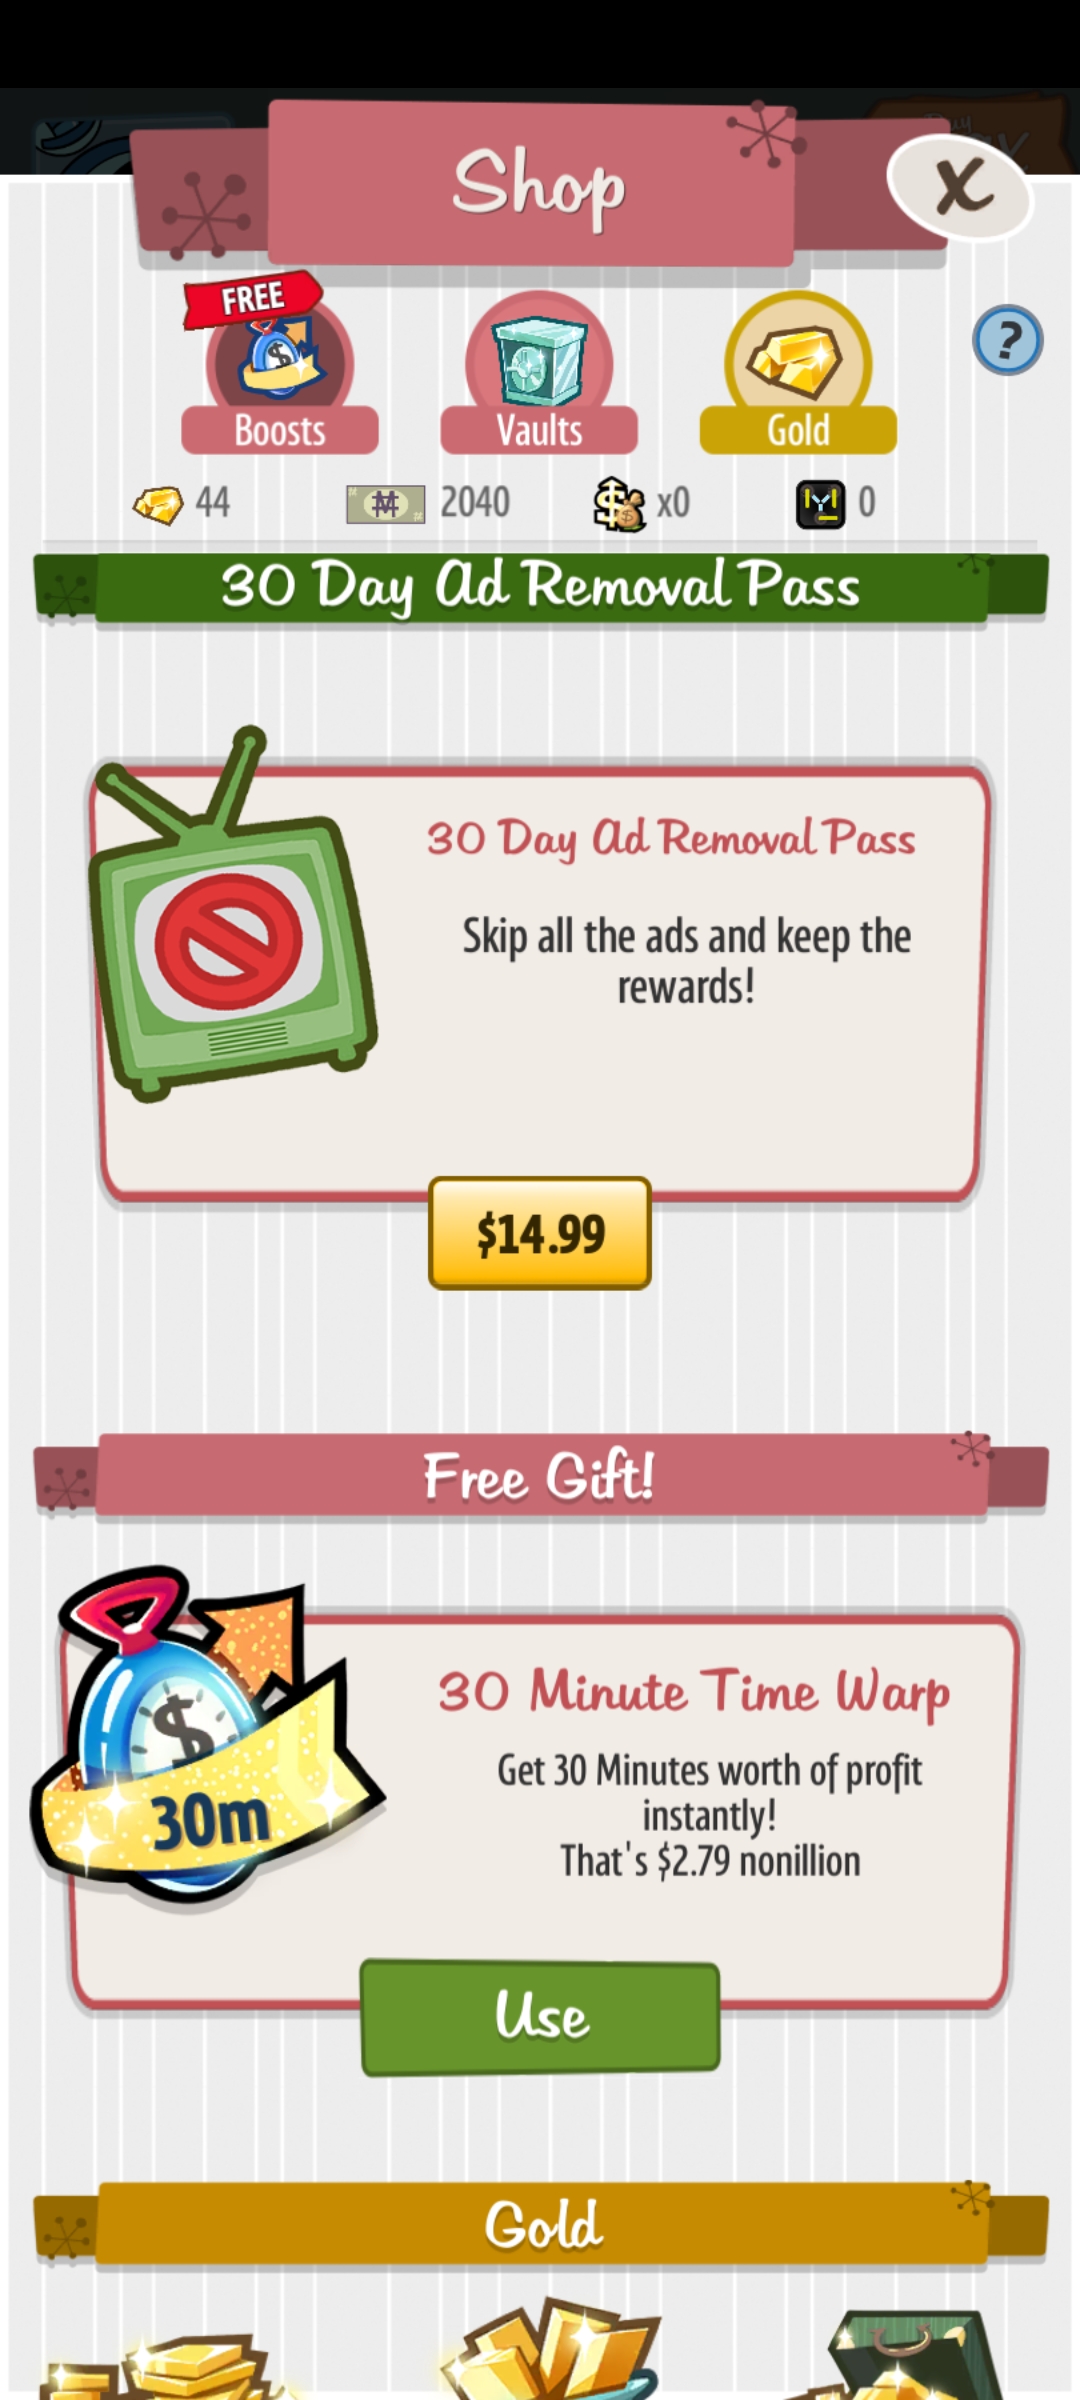 Shop
X
FREE
Boosts
Vaults
Gold
?
44
2040
x0
0
30 Day Ad Removal Pass
30 Day Ad Removal Pass
Skip all the ads and keep the
rewards!
$14.99
Free Gift!
30 Minute Time Warp
Get 30 Minutes worth of profit
instantly!
That's $2.79 nonillion
$
30m
Use
Gold